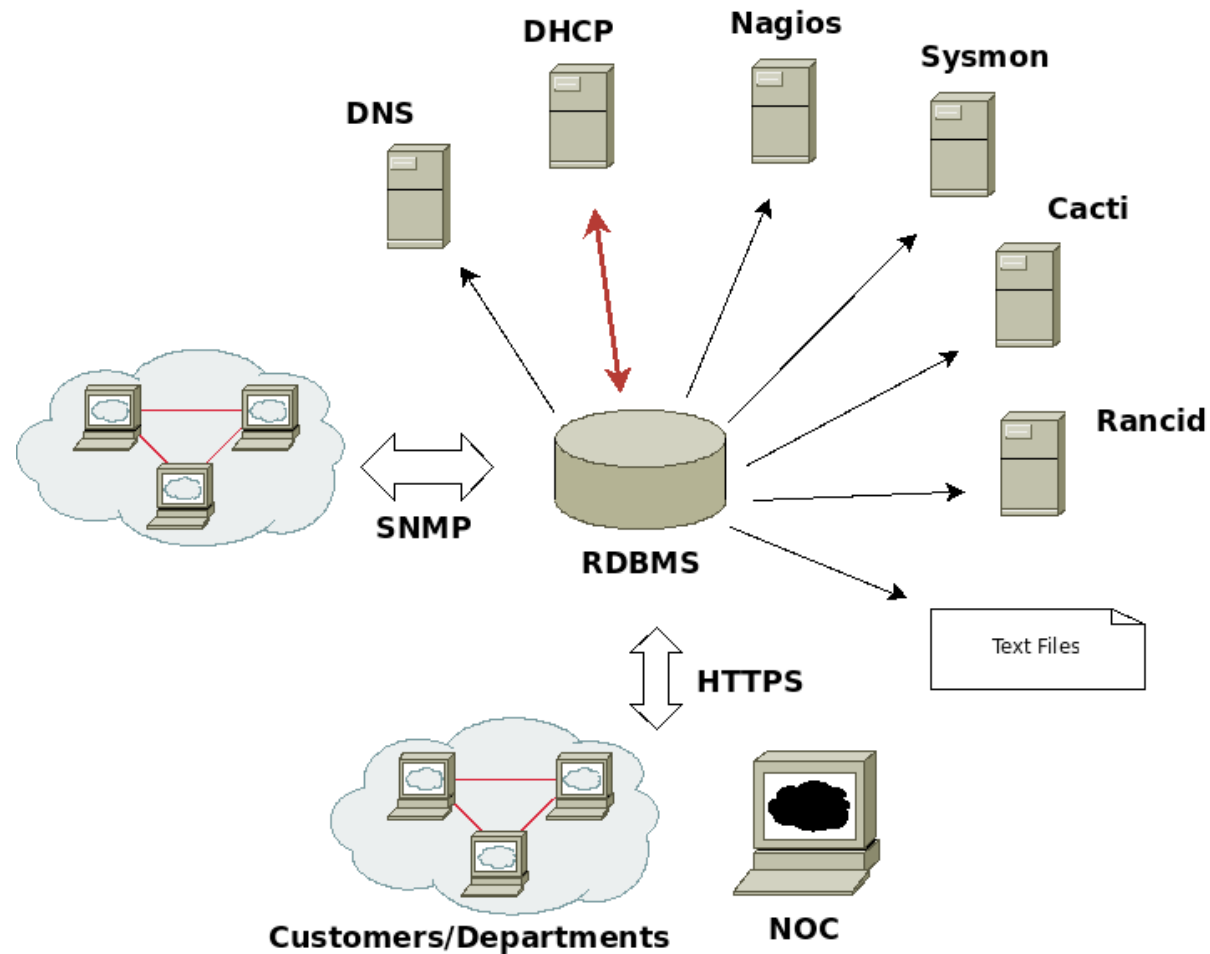 DHCP
Nagios
Sysmon
DNS
Cacti
Rancid
SNMP
RDBMS
Text Files
HTTPS
Customers/Departments
NOC